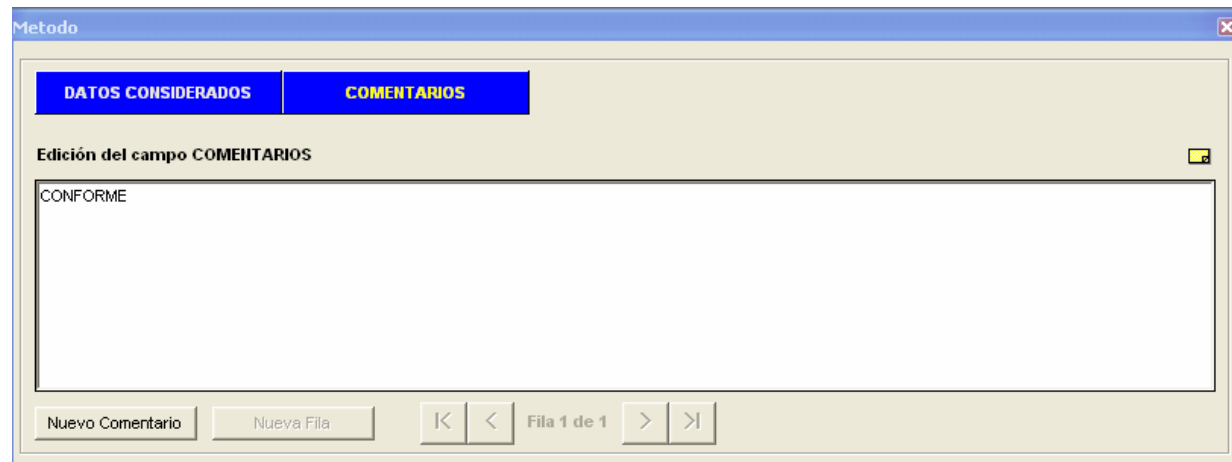 Metodo
DATOS CONSIDERADOS COMENTARIOS
Edición del campo COMENTARIOS
CONFORME
Nuevo Comentario Nueva Fila Fila 1 de 1